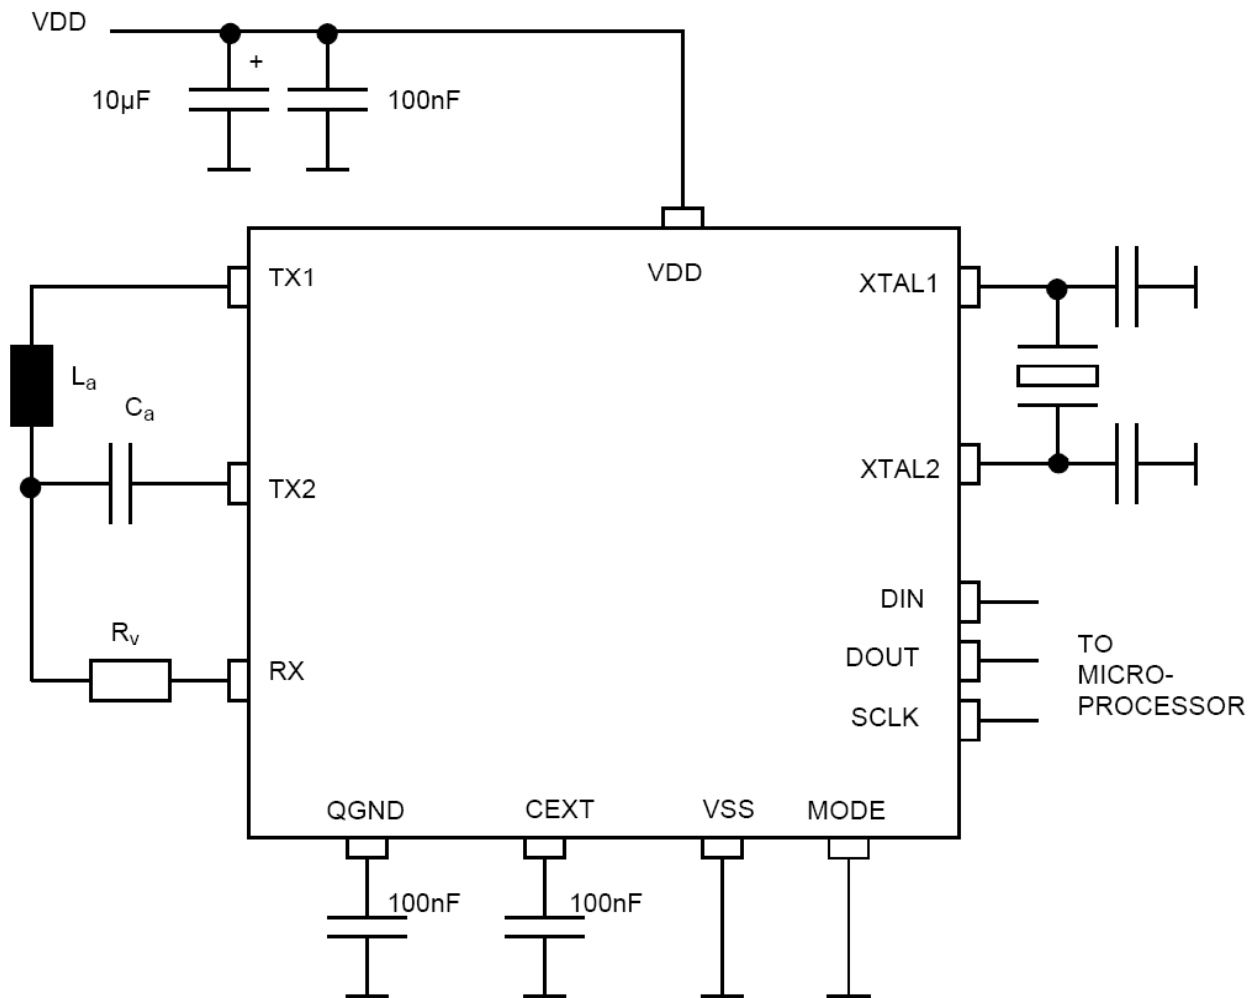 VDD
+
10µF
100nF
TX1
VDD
XTAL1
La
Ca
XTAL2
TX2
DIN
Rv
RX
DOUT
SCLK
TO
MICRO-
PROCESSOR
QGND
CEXT
VSS
MODE
100nF
100nF